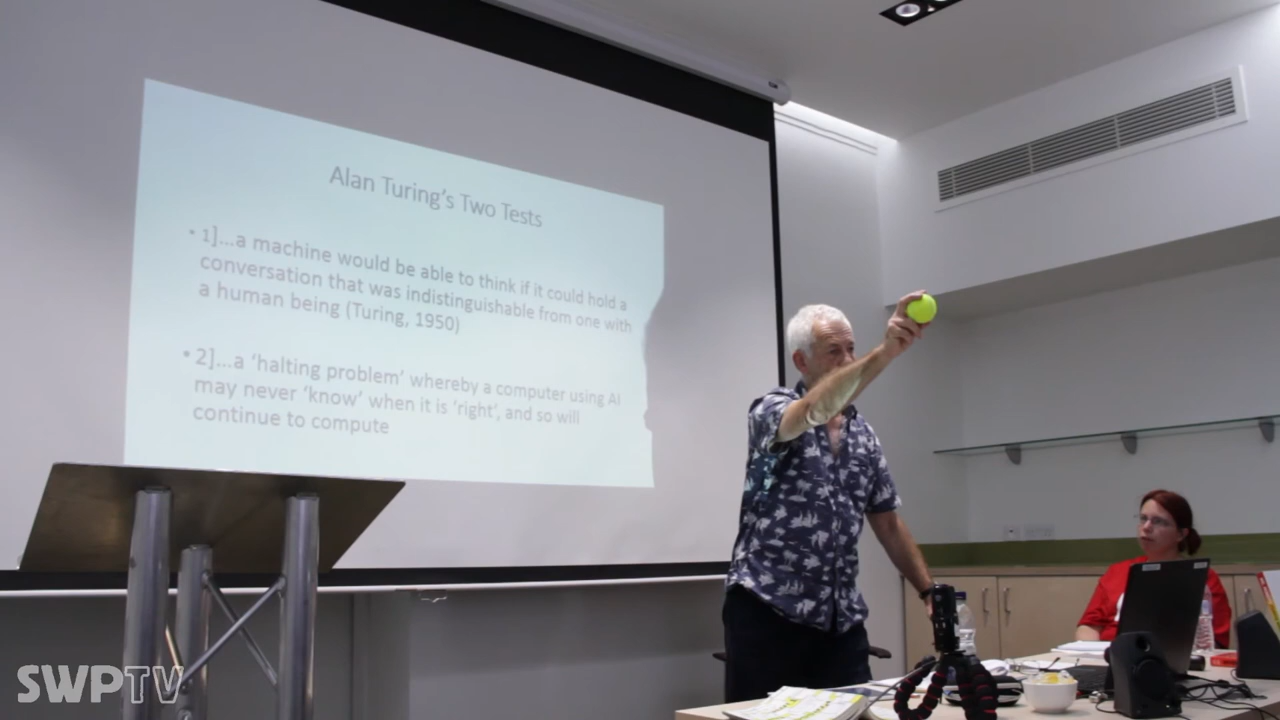 Alan Turing's Two Tests
• 1]...a machine would be able to think if it could hold a
conversation that was indistinguishable from one with
a human being (Turing, 1950)
• 2]...a 'halting problem' whereby a computer using AI
may never 'know' when it is 'right', and so will
continue to compute
SWPTV